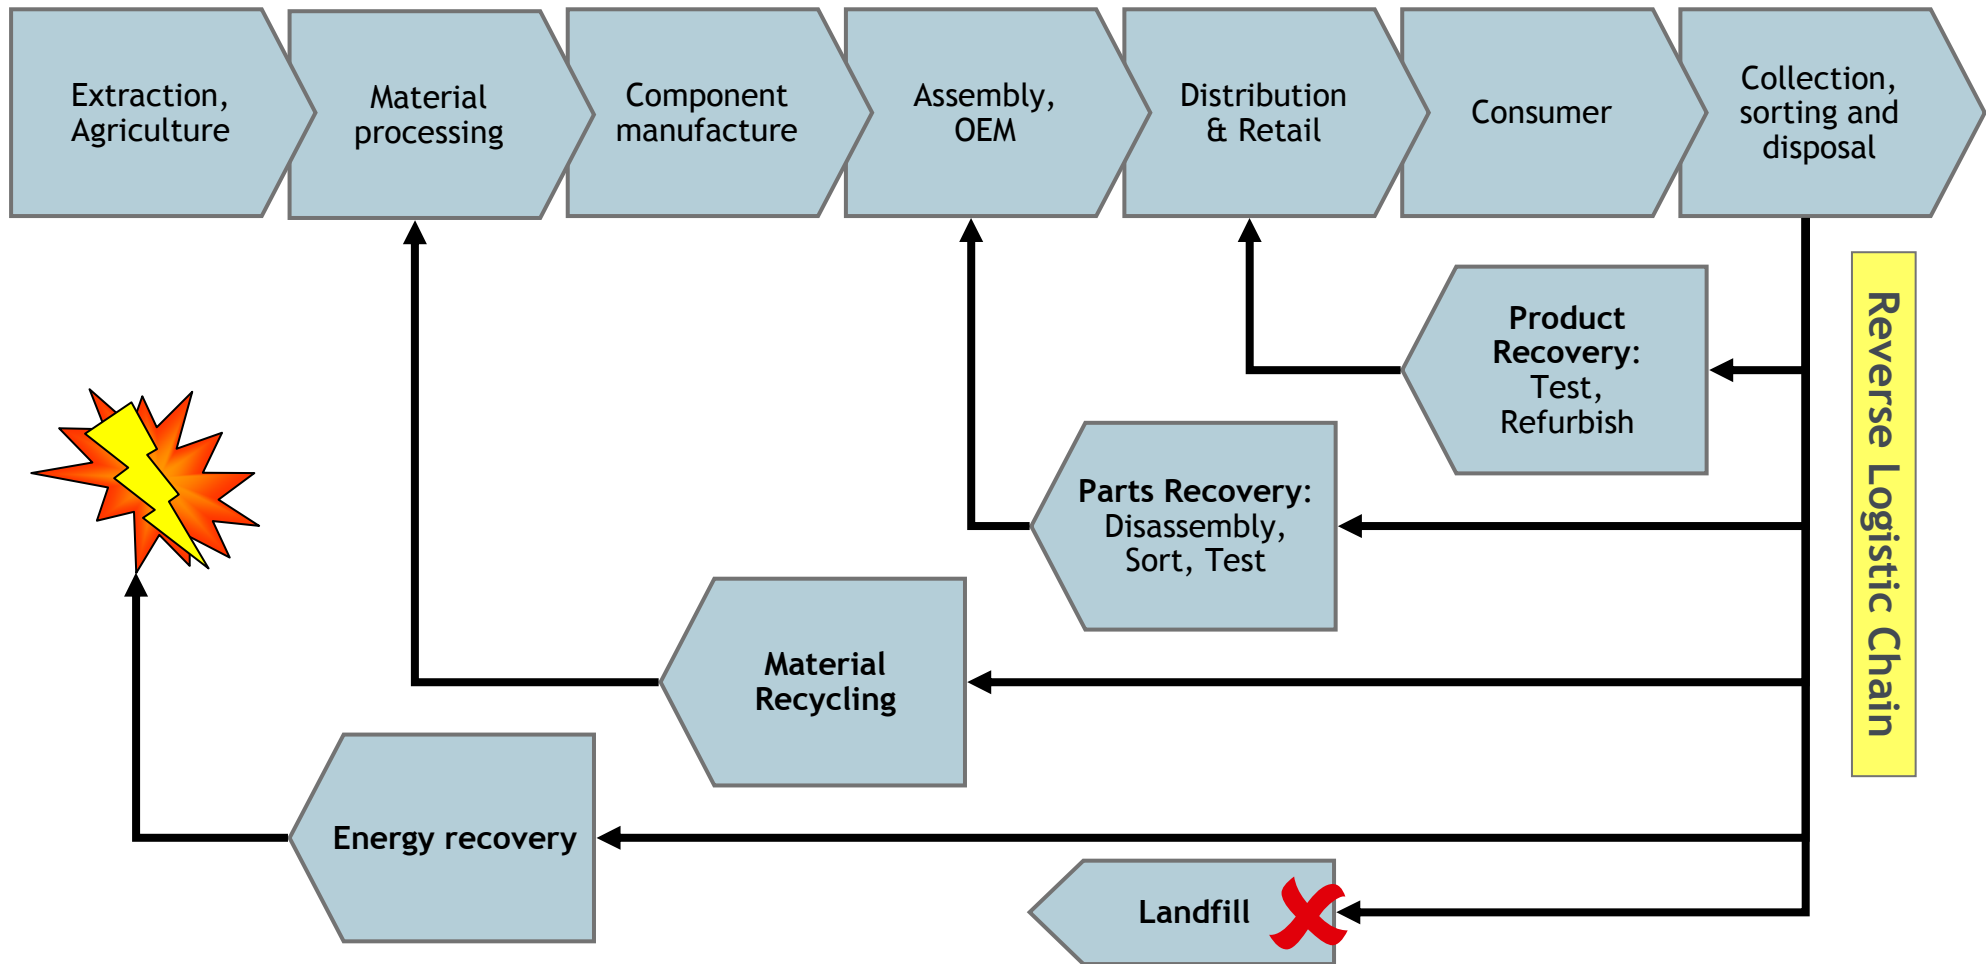 Extraction,
Agriculture
Material
processing
Component
manufacture
Assembly,
OEM
Distribution
& Retail
Consumer
Collection,
sorting and
disposal
Product
Recovery:
Test,
Refurbish
Reverse Logistic Chain
Parts Recovery:
Disassembly,
Sort, Test
Material
Recycling
Energy recovery
Landfill